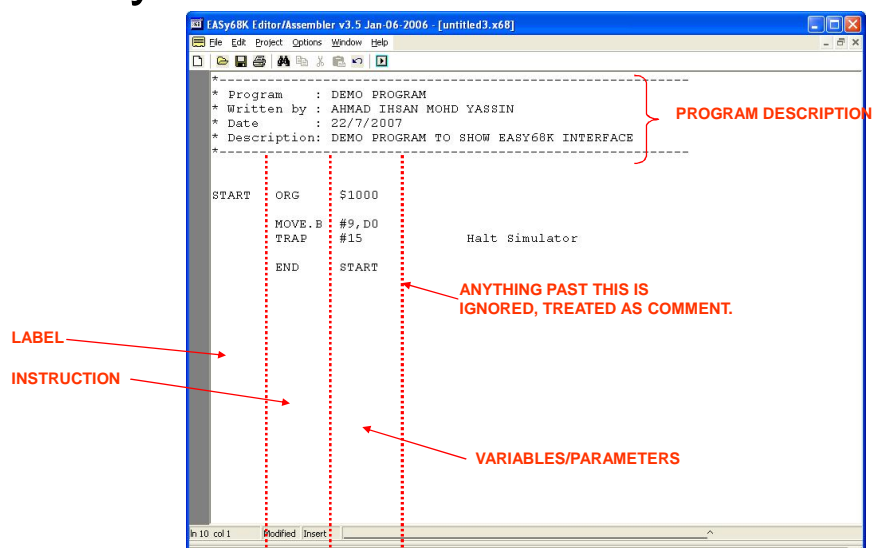 y
EASy68K Editor/Assembler v3.5 Jan-06-2006 - [untitled3.x68]
File Edit Project Options Window Help
*-------------------------------------------------------
* Program : DEMO PROGRAM
* Written by : AHMAD IHSAN MOHD YASSIN
* Date : 22/7/2007
* Description: DEMO PROGRAM TO SHOW EASY68K INTERFACE
*-------------------------------------------------------
PROGRAM DESCRIPTION
START ORG $1000
MOVE.B #9,D0
TRAP #15 Halt Simulator
END START
ANYTHING PAST THIS IS
IGNORED, TREATED AS COMMENT.
LABEL
INSTRUCTION
VARIABLES/PARAMETERS
ln 10 col 1 Modified Insert